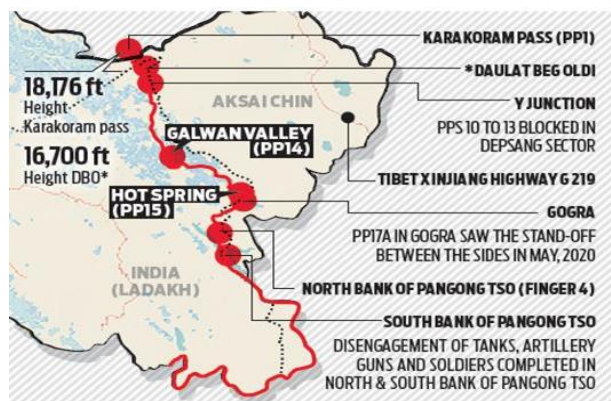 KARAKORAM PASS (PP1)
*DAULAT BEG OLDI
18,176 ft
Height
Karakoram pass
AKSAI CHIN
Y JUNCTION
PPS 10 TO 13 BLOCKED IN
DEPSANG SECTOR
GALWAN VALLEY
(PP14)
16,700 ft
Height DBO*
TIBET XINJIANG HIGHWAY G 219
HOT SPRING
(PP15)
GOGRA
PP17A IN GOGRA SAW THE STAND-OFF
BETWEEN THE SIDES IN MAY, 2020
INDIA
(LADAKH)
NORTH BANK OF PANGONG TSO (FINGER 4)
SOUTH BANK OF PANGONG TSO
DISENGAGEMENT OF TANKS, ARTILLERY
GUNS AND SOLDIERS COMPLETED IN
NORTH & SOUTH BANK OF PANGONG TSO